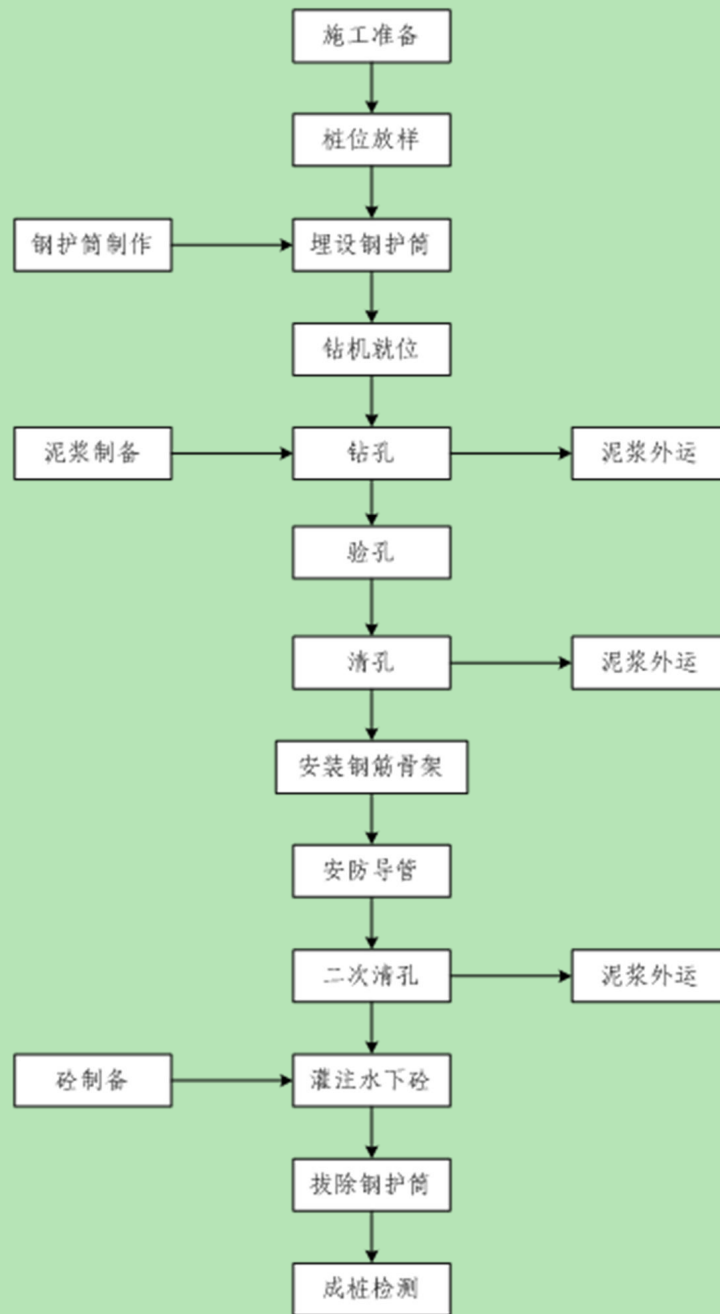 施工准备
桩位放样
钢护筒制作
埋设钢护筒
钻机就位
泥浆制备
钻孔
泥浆外运
验孔
清孔
泥浆外运
安装钢筋骨架
安防导管
二次清孔
泥浆外运
砼制备
灌注水下砼
拔除钢护筒
成桩检测